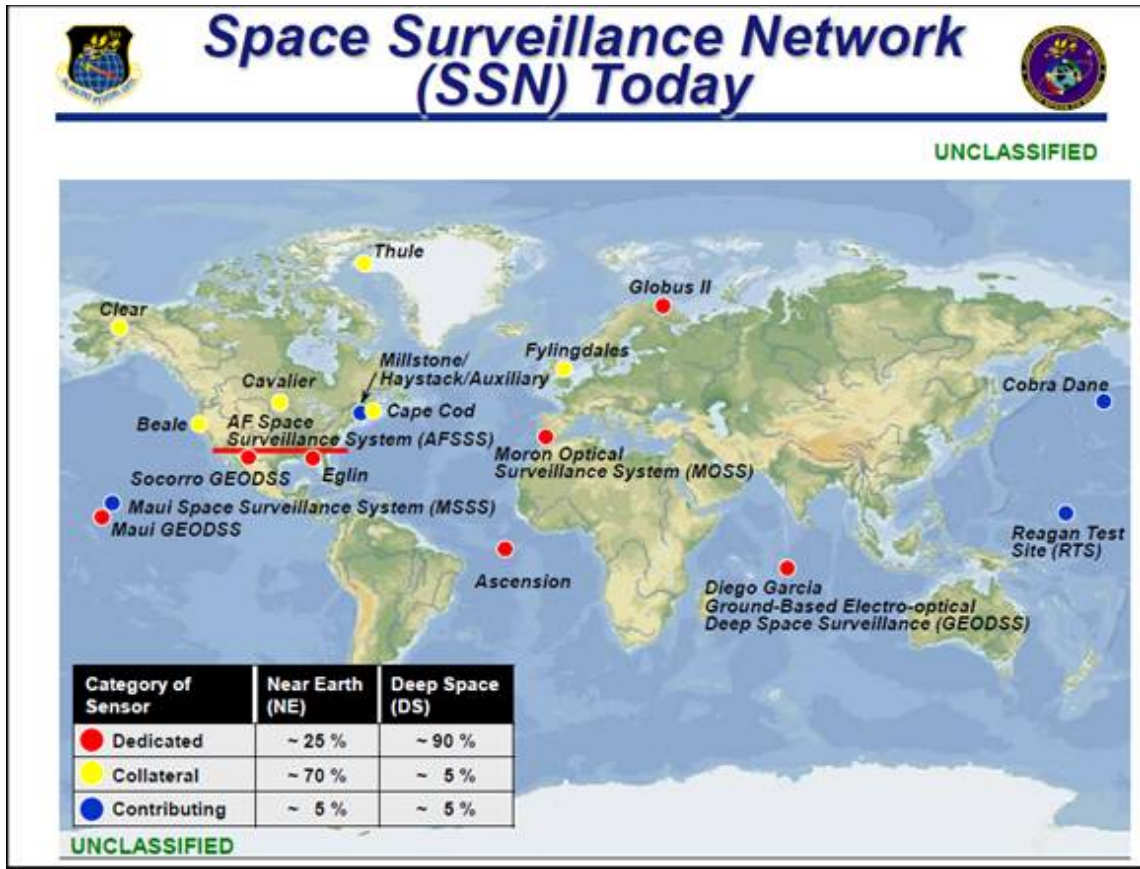 Space Surveillance Network
(SSN) Today
UNCLASSIFIED
Thule
Globus II
Clear
Millstone/
Haystack/Auxiliary
Fylingdales
Cavalier
Cobra Dane
Beale
AF Space
Surveillance System (AFSSS)
Cape Cod
Moron Optical
Surveillance System (MOSS)
Socorro GEODSS
Eglin
Maui Space Surveillance System (MSSS)
Maui GEODSS
Reagan Test
Site (RTS)
Ascension
Diego Garcia
Ground-Based Electro-optical
Deep Space Surveillance (GEODSS)
Category of Sensor Near Earth (NE) Deep Space (DS)
Dedicated ~ 25 % ~ 90 %
Collateral ~ 70 % ~ 5 %
Contributing ~ 5 % ~ 5 %
UNCLASSIFIED